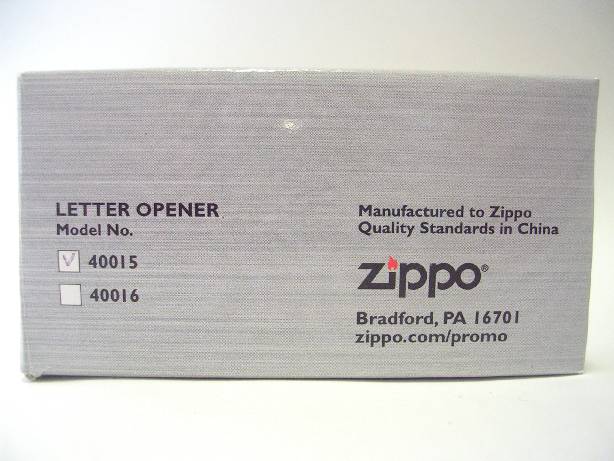 LETTER OPENER
Model No.
40015
40016
Manufactured to Zippo
Quality Standards in China
zippo®
Bradford, PA 16701
zippo.com/promo